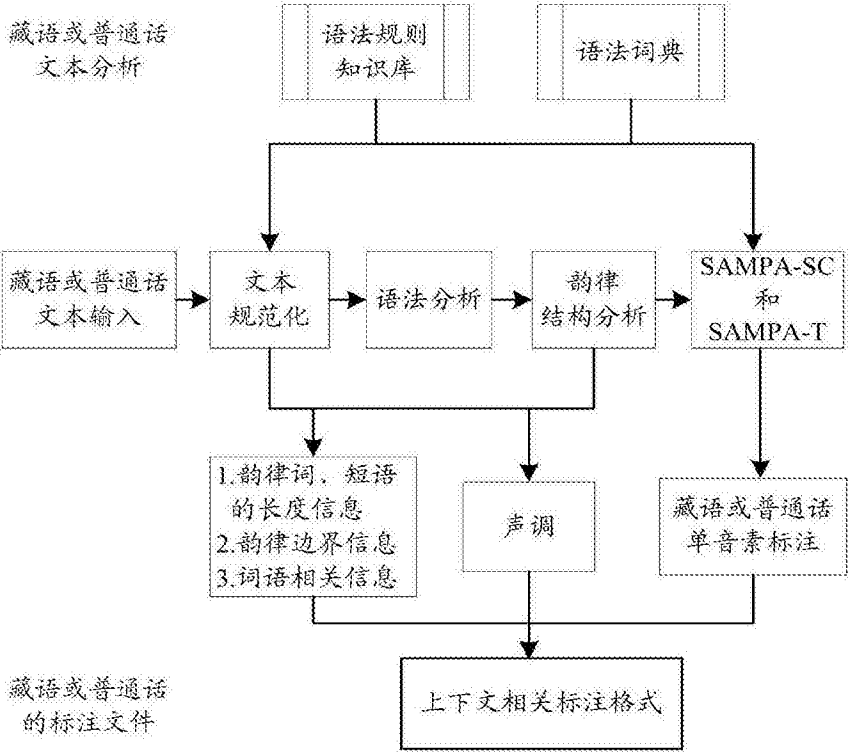 藏语或普通话
文本分析
语法规则
知识库
语法词典
藏语或普通话
文本输入
文本
规范化
语法分析
韵律
结构分析
SAMPA-SC
和
SAMPA-T
1.韵律词、短语
的长度信息
2.韵律边界信息
3.词语相关信息
声调
藏语或普通话
单音素标注
藏语或普通话
的标注文件
上下文相关标注格式